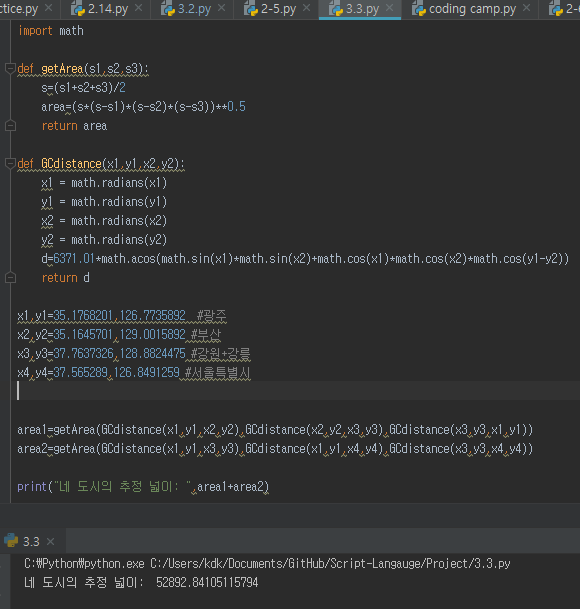 ctice.py 2.14.py 3.2.py 2-5.py 3.3.py coding camp.py 2-6
import math
def getArea(s1,s2,s3):
s=(s1+s2+s3)/2
area=(s*(s-s1)*(s-s2)*(s-s3))**0.5
return area
def GCdistance(x1,y1,x2,y2):
x1 = math.radians(x1)
y1 = math.radians(y1)
x2 = math.radians(x2)
y2 = math.radians(y2)
d=6371.01*math.acos(math.sin(x1)*math.sin(x2)+math.cos(x1)*math.cos(x2)*math.cos(y1-y2))
return d
x1,y1=35.1768201,126.7735892 #광주
x2,y2=35.1645701,129.0015892 #부산
x3,y3=37.7637326,128.8824475 #강원+강릉
x4,y4=37.565289,126.8491259 #서울특별시
area1=getArea(GCdistance(x1,y1,x2,y2),GCdistance(x2,y2,x3,y3),GCdistance(x3,y3,x1,y1))
area2=getArea(GCdistance(x1,y1,x3,y3),GCdistance(x1,y1,x4,y4),GCdistance(x3,y3,x4,y4))
print("네 도시의 추정 넓이: ",area1+area2)
3.3
C:₩Python₩python.exe C:/Users/kdk/Documents/GitHub/Script-Langauge/Project/3.3.py
네 도시의 추정 넓이:  52892.84105115794